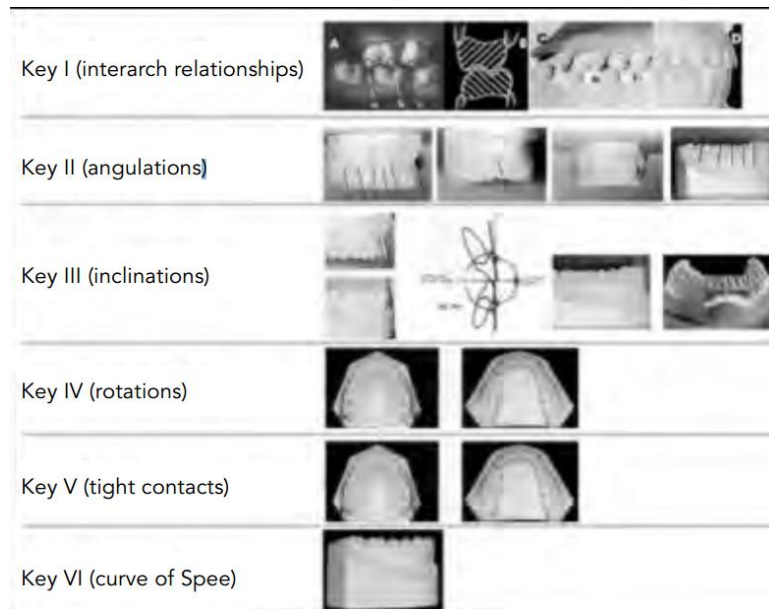 A
B
C
D
Key I (interarch relationships)
Key II (angulations)
Key III (inclinations)
Key IV (rotations)
Key V (tight contacts)
Key VI (curve of Spee)